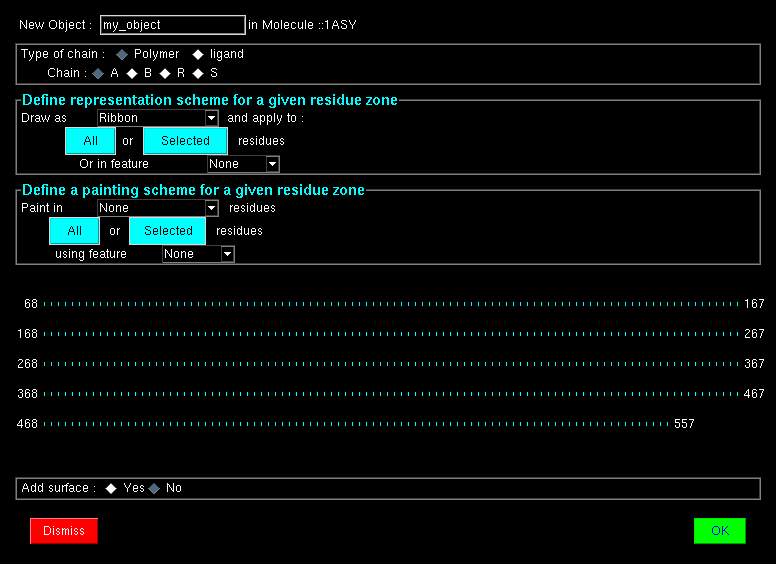 New Object : my_object in Molecule ::1ASY
Type of chain : Polymer ligand
Chain : A B R S
Define representation scheme for a given residue zone
Draw as Ribbon and apply to :
All or Selected residues
Or in feature None
Define a painting scheme for a given residue zone
Paint in None residues
All or Selected residues
using feature None
68 167
168 267
268 367
368 467
468 557
Add surface : Yes No
Dismiss OK